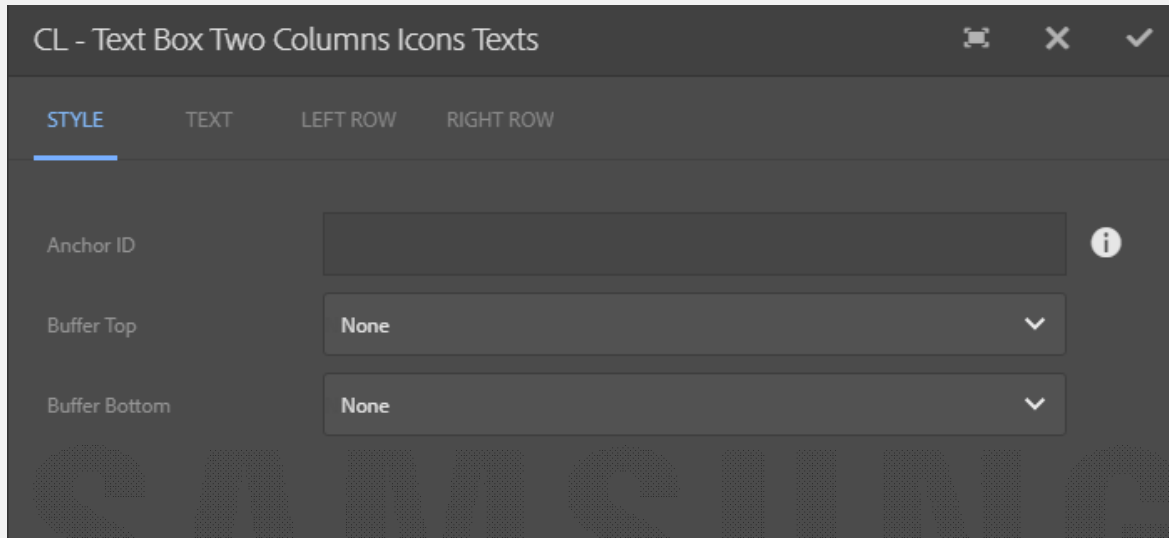 CL - Text Box Two Columns Icons Texts
STYLE TEXT LEFT ROW RIGHT ROW
Anchor ID
Buffer Top None
Buffer Bottom None
SAMSUNG